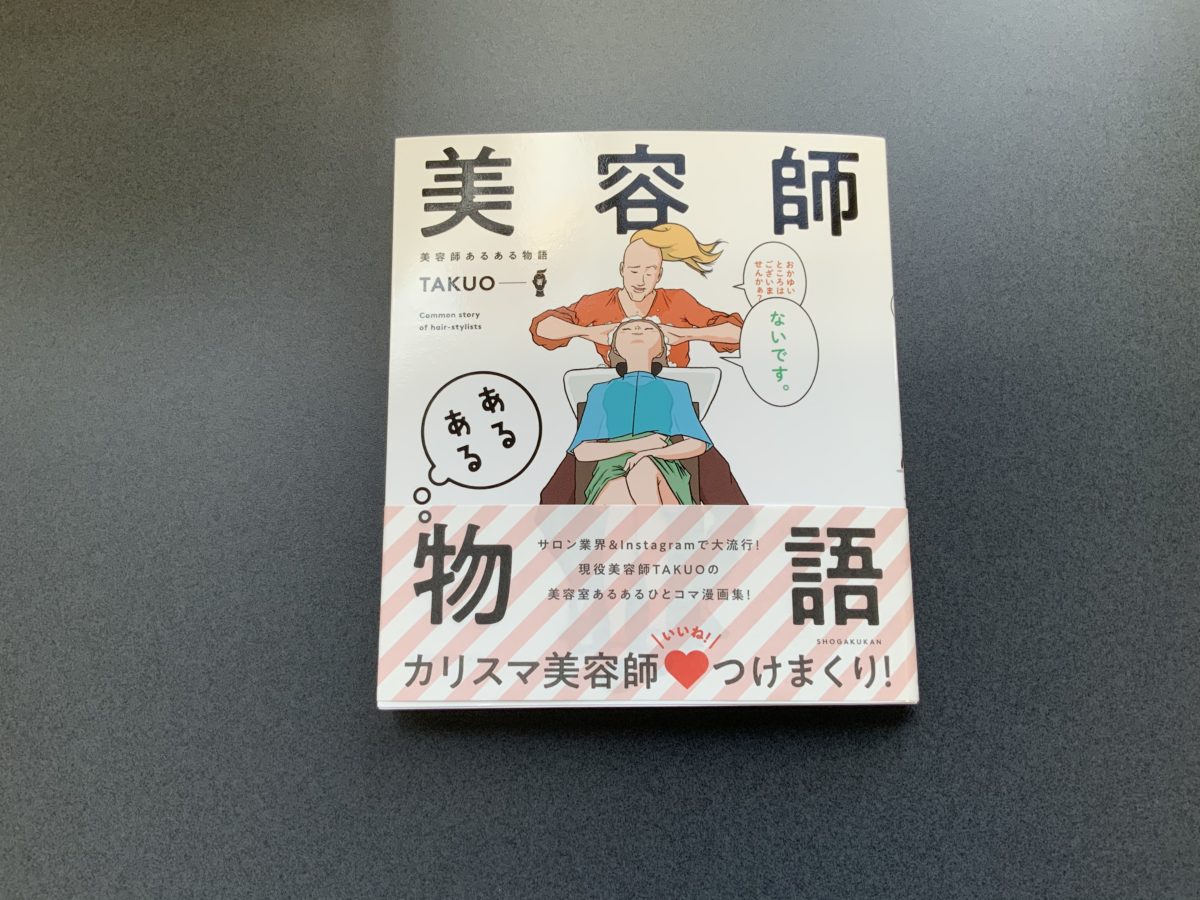 美容師
美容師あるある物語
TAKUO
Common story
of hair-stylists
おかゆい
ところは
ございま
せんかぁ?
ないです。
ある
ある
物語
サロン業界&Instagramで大流行!
現役美容師TAKUOの
美容室あるあるひとコマ漫画集!
SHOGAKUKAN
いいね!
カリスマ美容師♥つけまくり!